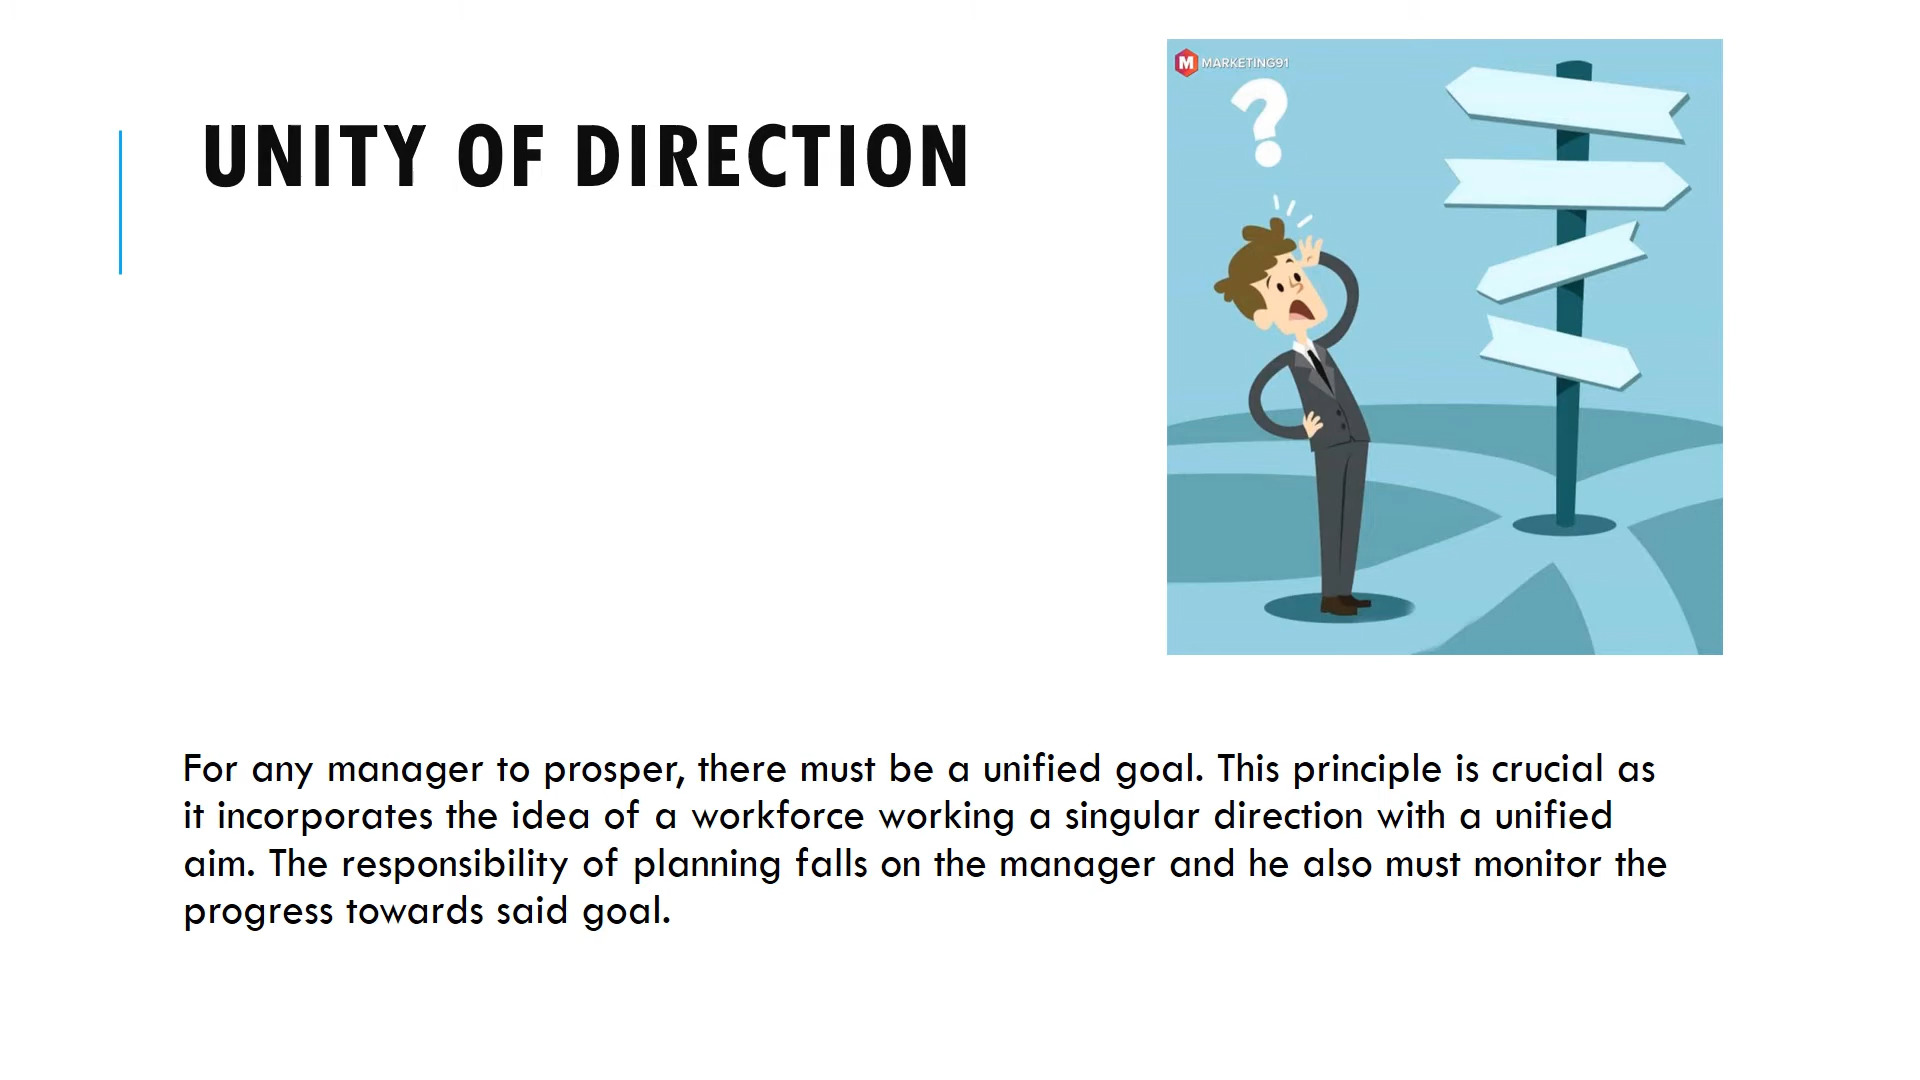 UNITY OF DIRECTION
M MARKETING91
?
For any manager to prosper, there must be a unified goal. This principle is crucial as
it incorporates the idea of a workforce working a singular direction with a unified
aim. The responsibility of planning falls on the manager and he also must monitor the
progress towards said goal.